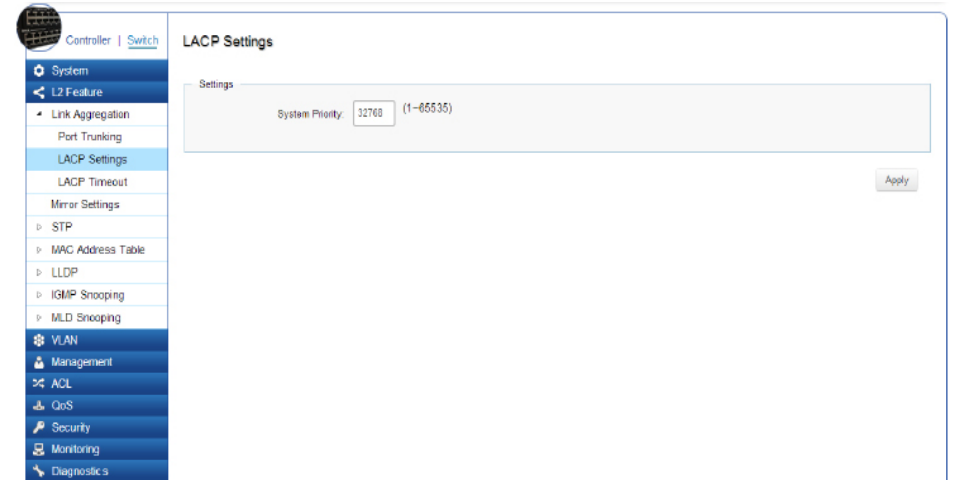 Controller | Switch
LACP Settings
System
L2 Feature
Link Aggregation
Port Trunking
LACP Settings
LACP Timeout
Mirror Settings
STP
MAC Address Table
LLDP
IGMP Snooping
MLD Snooping
VLAN
Management
ACL
QoS
Security
Monitoring
Diagnostics
Settings
System Priority: 32768 (1-65535)
Apply